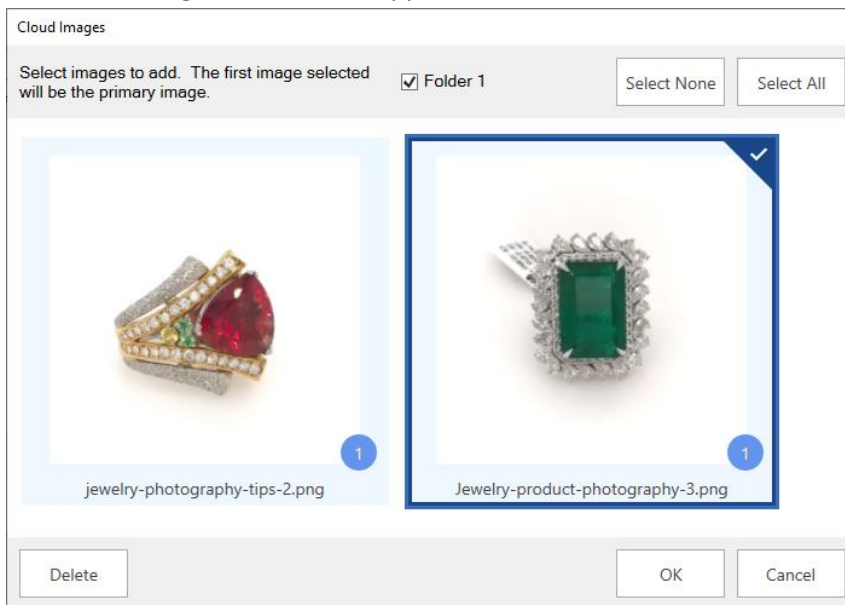 Cloud Images
Select images to add.  The first image selected
will be the primary image.
Folder 1
Select None
Select All
1
1
jewelry-photography-tips-2.png
Jewelry-product-photography-3.png
Delete
OK
Cancel